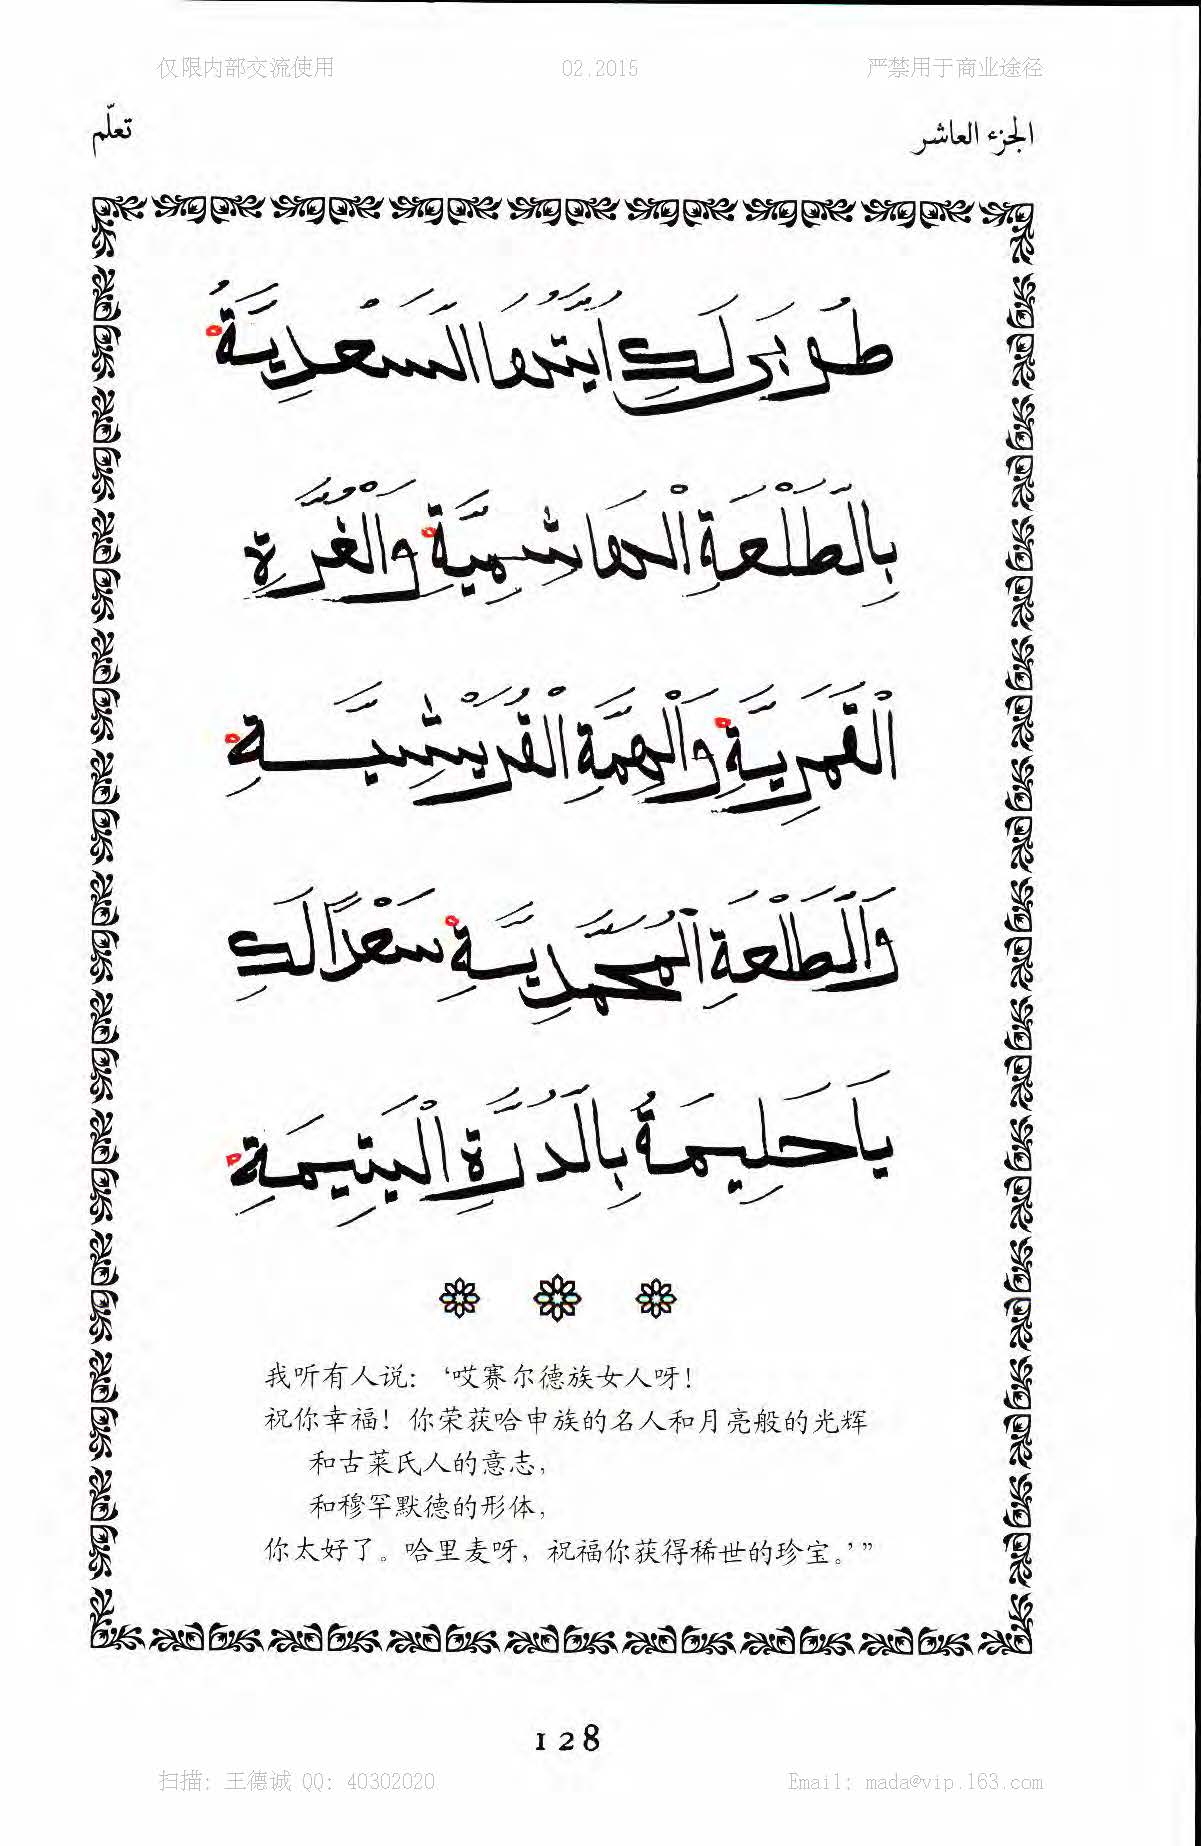 仅限内部交流使用 02.2015 严禁用于商业途径
الجزء العاشر تعلّم
طُوبَى لَكِ أَيَّتُهَا السَّعْدِيَّةُ
بِالطَّلْعَةِ الْهَاشِمِيَّةِ وَالْغُرَّةِ
الْقَمَرِيَّةِ وَالْهِمَّةِ الْقُرَيْشِيَّةِ
وَالطَّلْعَةِ الْمُحَمَّدِيَّةِ سَعْدًا لَكِ
يَا حَلِيمَةُ بِالدُّرَّةِ الْيَتِيمَةِ
我听有人说：‘哎赛尔德族女人呀！
祝你幸福！你荣获哈申族的名人和月亮般的光辉
和古莱氏人的意志，
和穆罕默德的形体，
你太好了。哈里麦呀，祝福你获得稀世的珍宝。’”
128
扫描：王德诚 QQ：40302020 Email：mada@vip.163.com